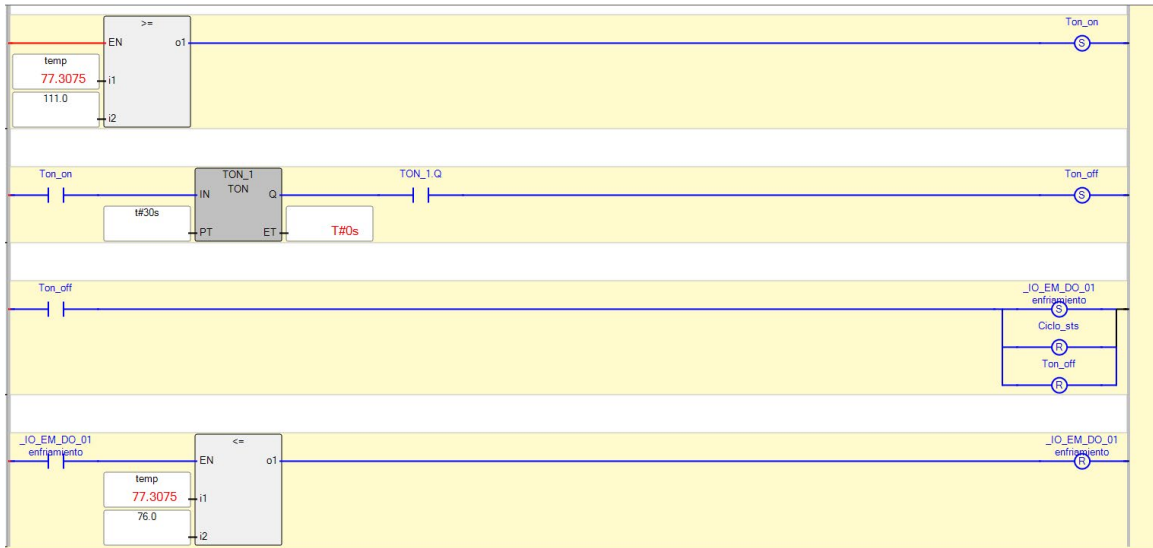 >=
Ton_on
EN o1
S
temp
77.3075 i1
111.0
i2
Ton_on TON_1 TON_1.Q Ton_off
TON
IN Q
S
t#30s
PT ET T#0s
Ton_off _IO_EM_DO_01
enfriamiento
S
Ciclo_sts
R
Ton_off
R
_IO_EM_DO_01 <= _IO_EM_DO_01
enfriamiento enfriamiento
EN o1
R
temp
77.3075 i1
76.0
i2